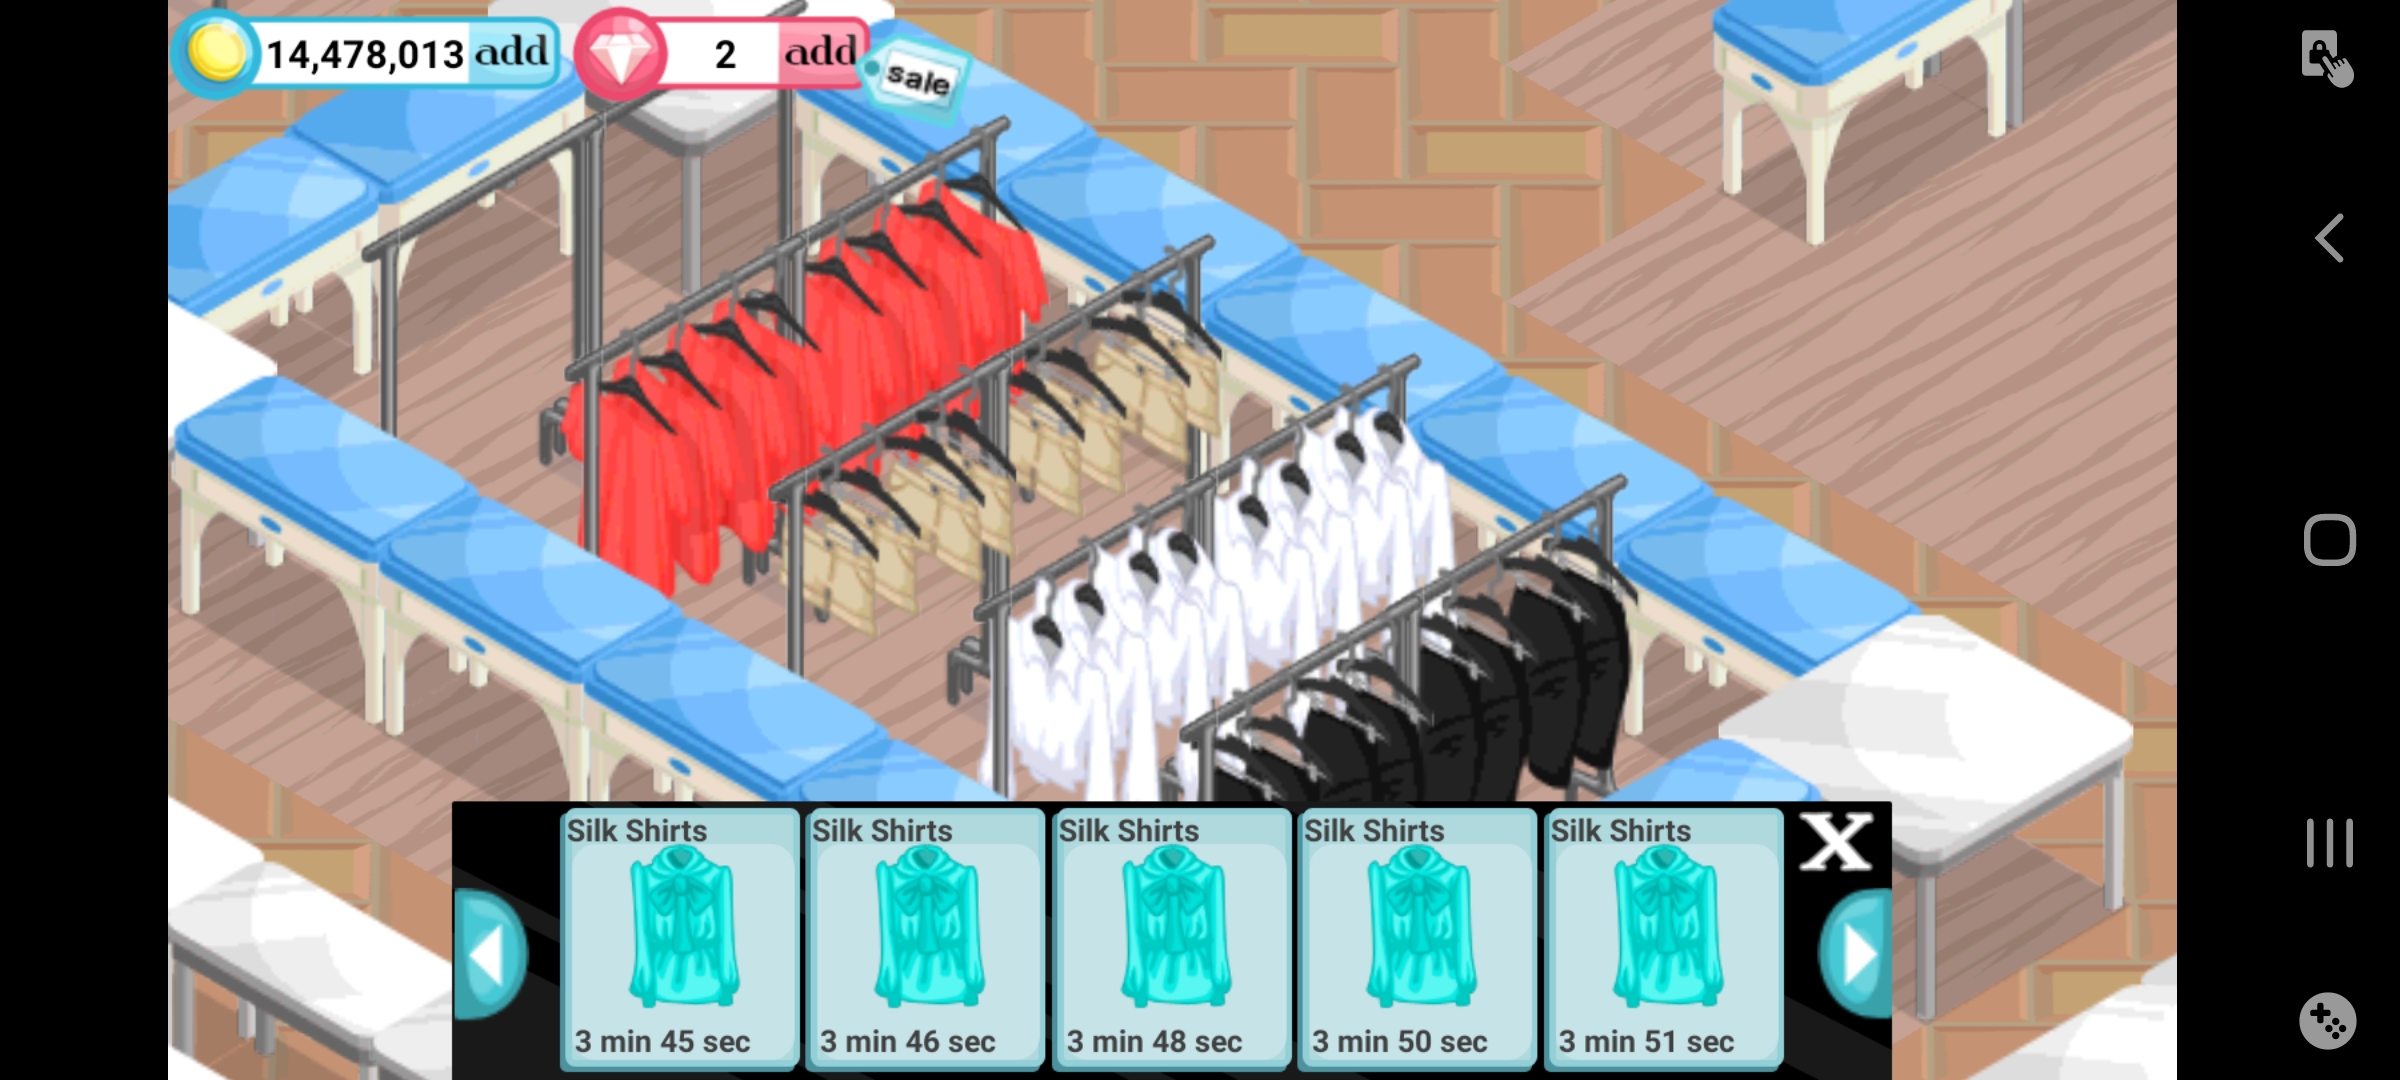 14,478,013 add
2 add
sale
Silk Shirts
3 min 45 sec
Silk Shirts
3 min 46 sec
Silk Shirts
3 min 48 sec
Silk Shirts
3 min 50 sec
Silk Shirts
3 min 51 sec
X